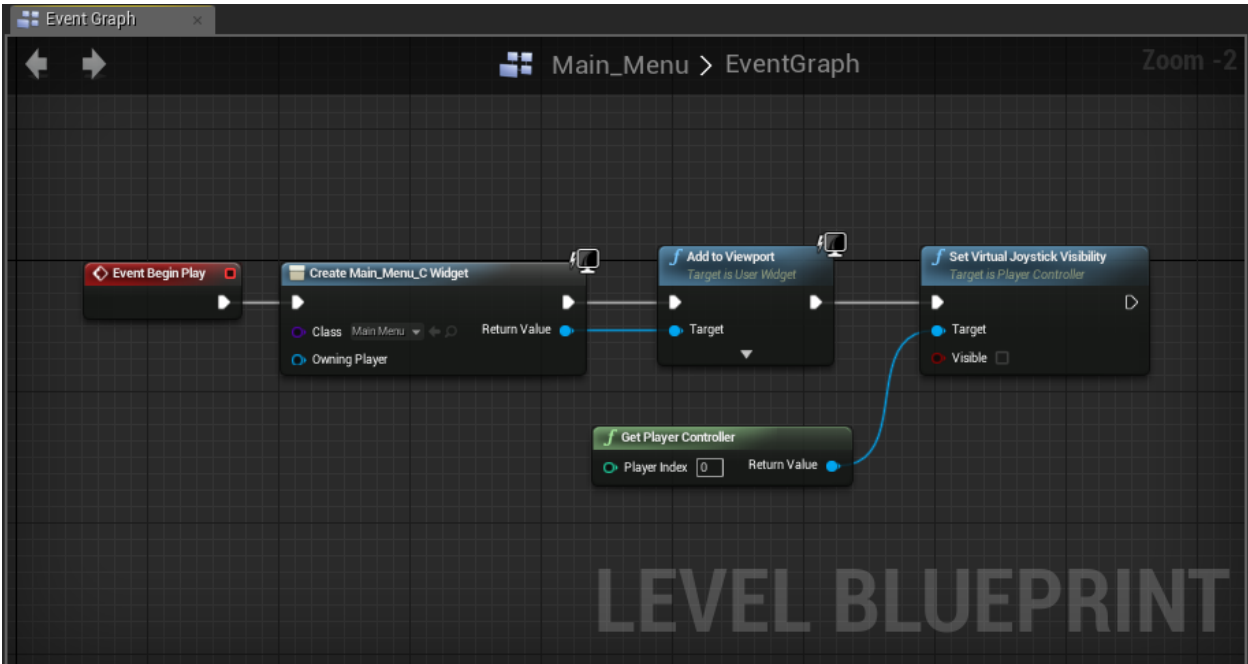 Event Graph
Main_Menu > EventGraph
Zoom -2
Event Begin Play
Create Main_Menu_C Widget
Class Main Menu
Return Value
Owning Player
Add to Viewport
Target is User Widget
Target
Set Virtual Joystick Visibility
Target is Player Controller
Target
Visible
Get Player Controller
Player Index 0
Return Value
LEVEL BLUEPRINT